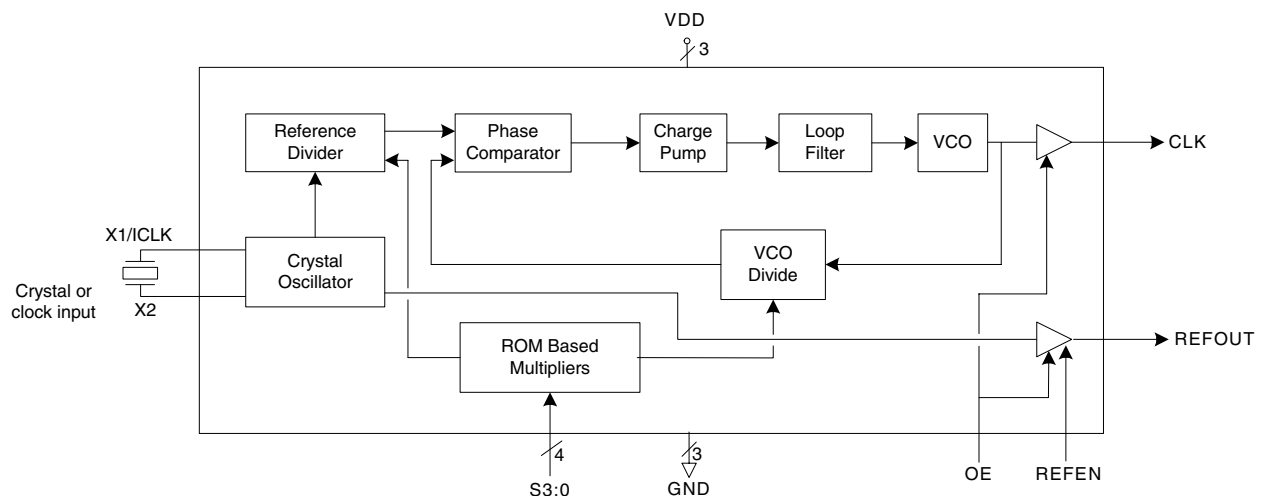 VDD
3
Reference
Divider
Phase
Comparator
Charge
Pump
Loop
Filter
VCO
CLK
X1/ICLK
Crystal
Oscillator
VCO
Divide
Crystal or
clock input
X2
ROM Based
Multipliers
REFOUT
4
3
S3:0
GND
OE
REFEN